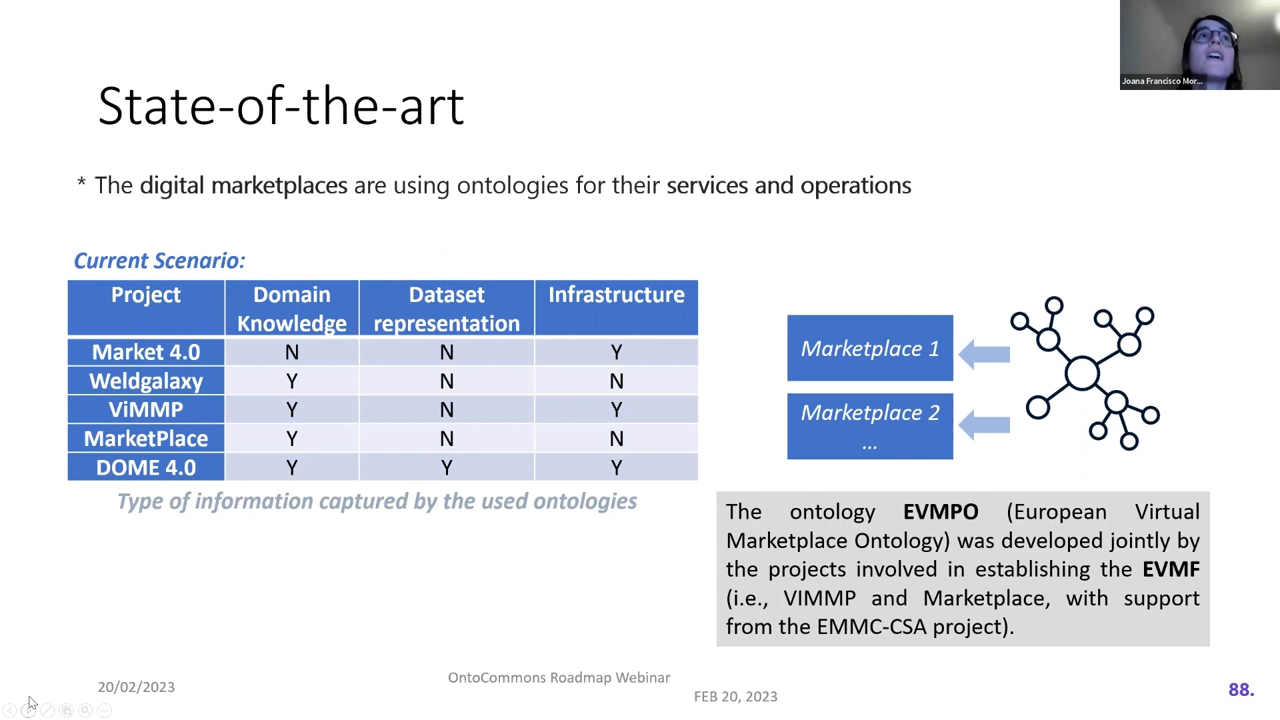 Joana Francisco Mor...
State-of-the-art
* The digital marketplaces are using ontologies for their services and operations
Current Scenario:
Project Domain Knowledge Dataset representation Infrastructure
Market 4.0 N N Y
Weldgalaxy Y N N
ViMMP Y N Y
MarketPlace Y N N
DOME 4.0 Y Y Y
Type of information captured by the used ontologies
Marketplace 1
Marketplace 2
...
The ontology EVMPO (European Virtual
Marketplace Ontology) was developed jointly by
the projects involved in establishing the EVMF
(i.e., VIMMP and Marketplace, with support
from the EMMC-CSA project).
20/02/2023
OntoCommons Roadmap Webinar
FEB 20, 2023
88.